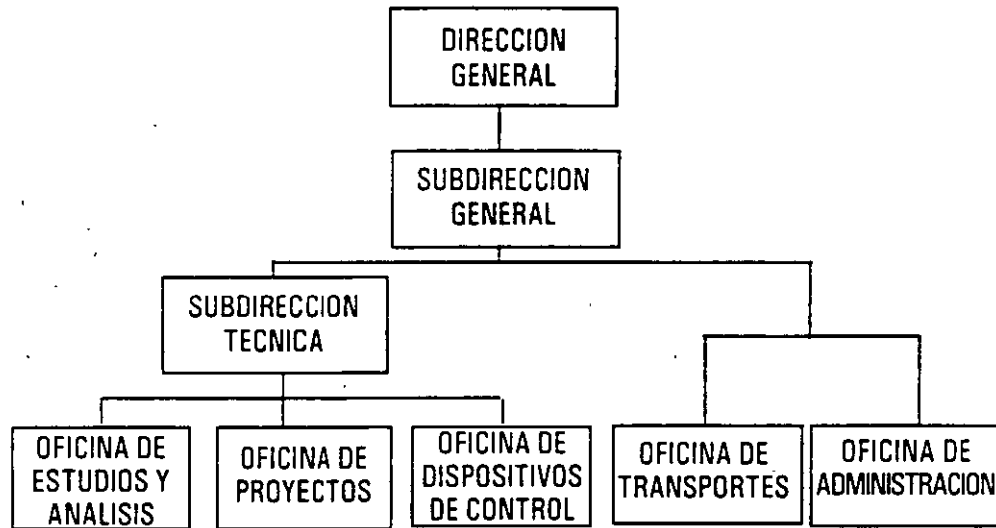 DIRECCION
GENERAL
SUBDIRECCION
GENERAL
SUBDIRECCION
TECNICA
OFICINA DE
ESTUDIOS Y
ANALISIS
OFICINA DE
PROYECTOS
OFICINA DE
DISPOSITIVOS
DE CONTROL
OFICINA DE
TRANSPORTES
OFICINA DE
ADMINISTRACION